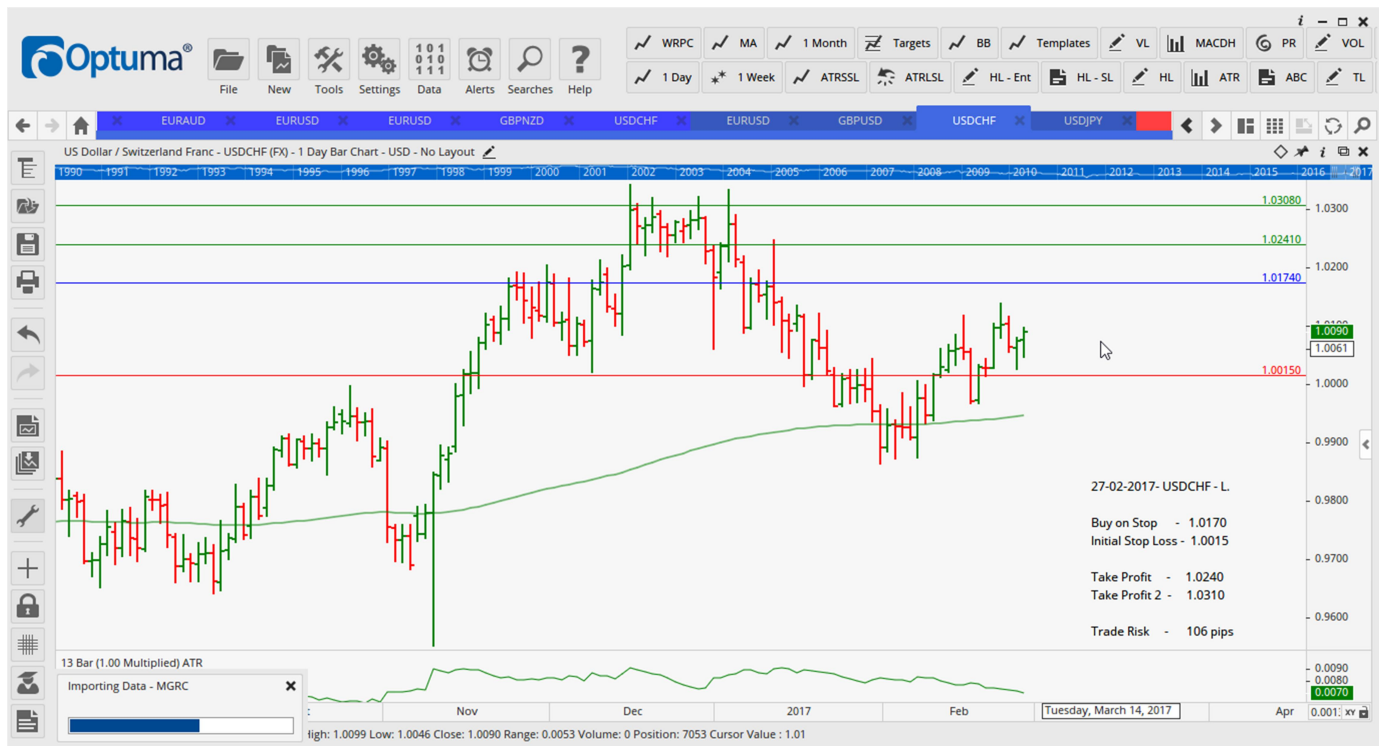 Optuma®
File New Tools Settings Data Alerts Searches Help
101
010
111
WRPC MA 1 Month Targets BB Templates VL MACDH PR VOL
1 Day 1 Week ATRSSL ATRLSL HL - Ent HL - SL HL ATR ABC TL
EURAUD EURUSD EURUSD GBPNZD USDCHF EURUSD GBPUSD USDCHF USDJPY
US Dollar / Switzerland Franc - USDCHF (FX) - 1 Day Bar Chart - USD - No Layout
1990 1991 1992 1993 1994 1995 1996 1997 1998 1999 2000 2001 2002 2003 2004 2005 2006 2007 2008 2009 2010 2011 2012 2013 2014 2015 2016 2017
1.03080
1.0300
1.02410
1.0200
1.01740
1.0090
1.0061
1.00150
1.0000
0.9900
27-02-2017- USDCHF - L.
0.9800
Buy on Stop - 1.0170
Initial Stop Loss - 1.0015
0.9700
Take Profit - 1.0240
Take Profit 2 - 1.0310
0.9600
Trade Risk - 106 pips
13 Bar (1.00 Multiplied) ATR
0.0090
0.0080
0.0070
Importing Data - MGRC
Nov Dec 2017 Feb Tuesday, March 14, 2017 Apr XY
High: 1.0099 Low: 1.0046 Close: 1.0090 Range: 0.0053 Volume: 0 Position: 7053 Cursor Value : 1.01